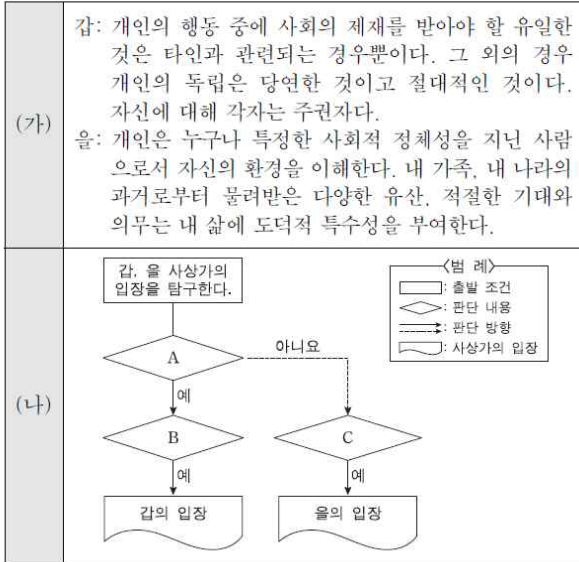 (가)
갑: 개인의 행동 중에 사회의 제재를 받아야 할 유일한
것은 타인과 관련되는 경우뿐이다. 그 외의 경우
개인의 독립은 당연한 것이고 절대적인 것이다.
자신에 대해 각자는 주권자다.
을: 개인은 누구나 특정한 사회적 정체성을 지닌 사람
으로서 자신의 환경을 이해한다. 내 가족, 내 나라의
과거로부터 물려받은 다양한 유산, 적절한 기대와
의무는 내 삶에 도덕적 특수성을 부여한다.
(나)
갑, 을 사상가의
입장을 탐구한다.
<범 례>
: 출발 조건
: 판단 내용
: 판단 방향
: 사상가의 입장
A
아니요
예
B
C
예
예
갑의 입장
을의 입장